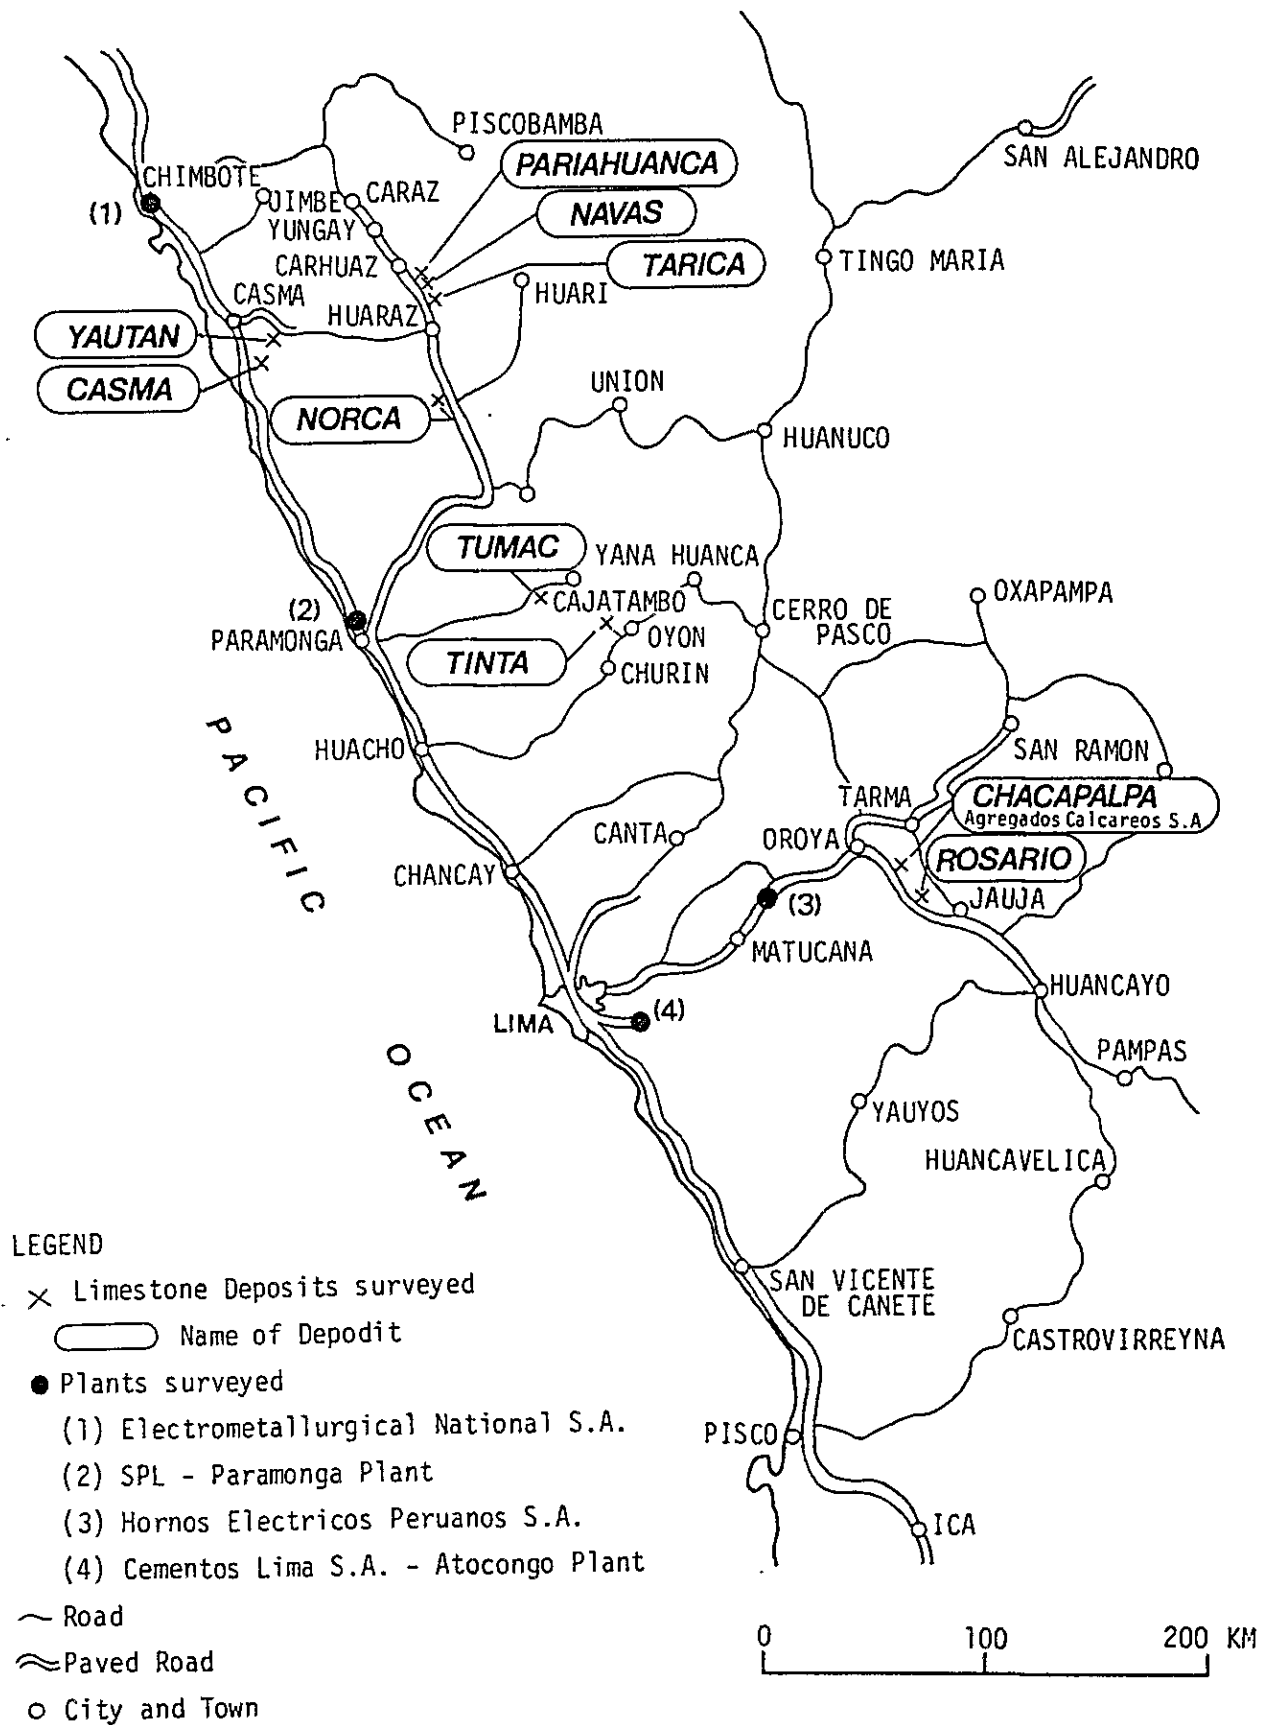 PISCOBAMBA
SAN ALEJANDRO
PARIAHUANCA
CHIMBOTE
(1)
JIMBE
CARAZ
NAVAS
YUNGAY
CARHUAZ
TARICA
TINGO MARIA
CASMA
HUARAZ
HUARI
YAUTAN
CASMA
NORCA
UNION
HUANUCO
TUMAC
YANA HUANCA
(2)
CAJATAMBO
CERRO DE
PASCO
OXAPAMPA
PARAMONGA
OYON
TINTA
CHURIN
HUACHO
SAN RAMON
TARMA
CHACAPALPA
Agregados Calcareos S.A
CANTA
OROYA
ROSARIO
CHANCAY
(3)
JAUJA
MATUCANA
HUANCAYO
LIMA
(4)
PACIFIC
OCEAN
PAMPAS
YAUYOS
HUANCAVELICA
SAN VICENTE
DE CANETE
CASTROVIRREYNA
PISCO
ICA
LEGEND
Limestone Deposits surveyed
Name of Depodit
Plants surveyed
(1) Electrometallurgical National S.A.
(2) SPL - Paramonga Plant
(3) Hornos Electricos Peruanos S.A.
(4) Cementos Lima S.A. - Atocongo Plant
Road
Paved Road
City and Town
0 100 200 KM